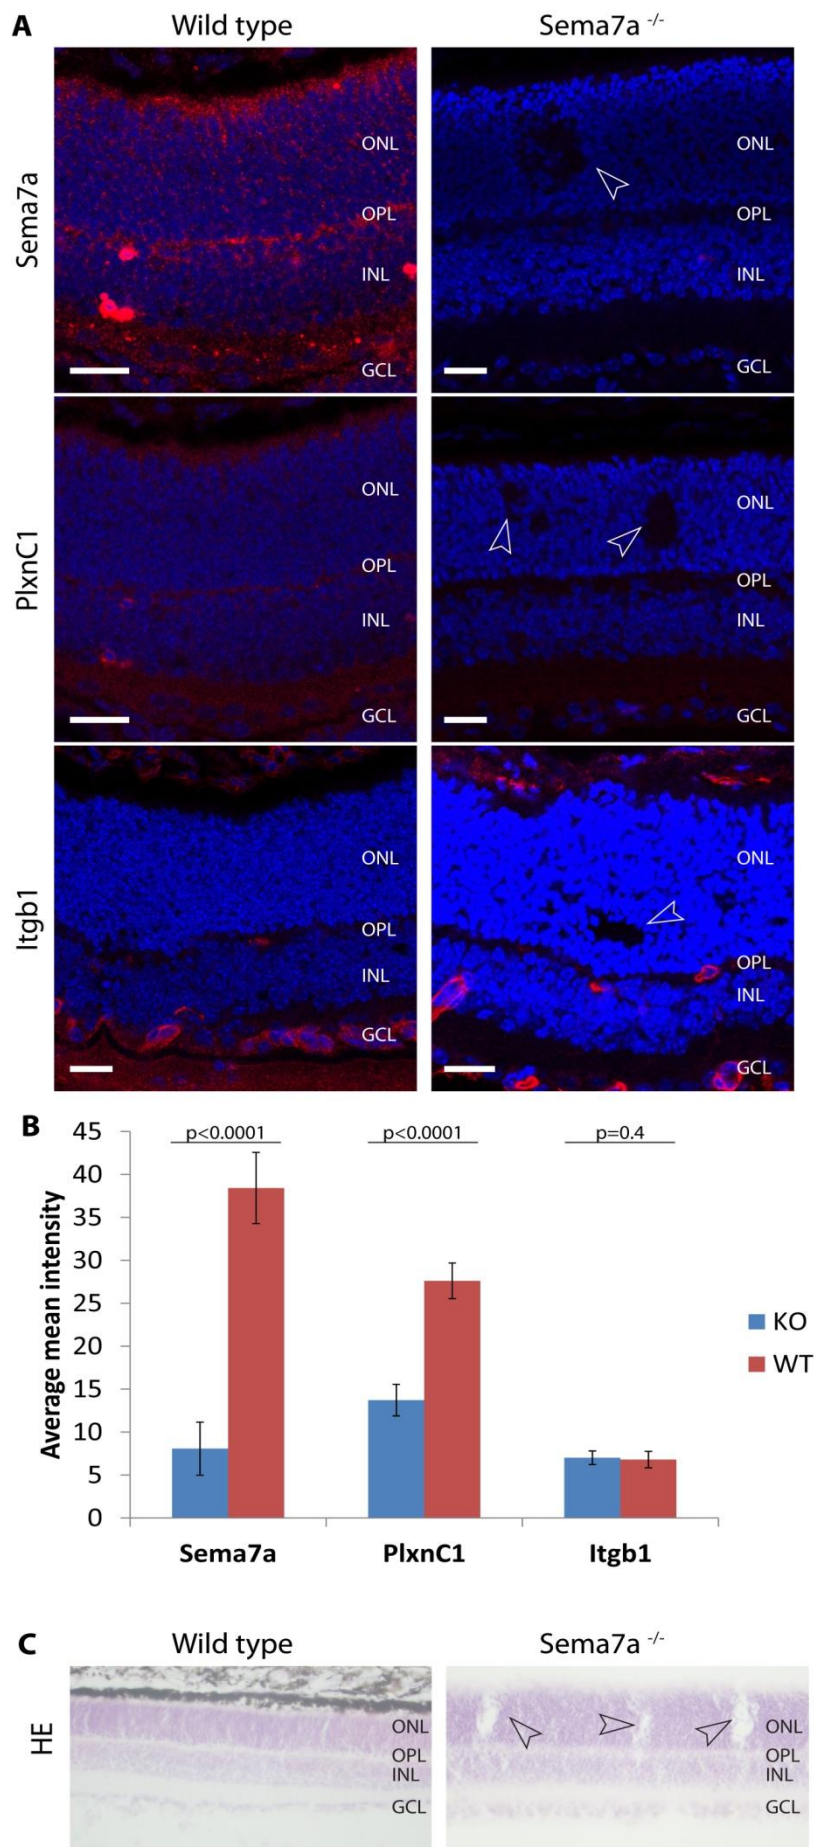 A Wild type Sema7a -/-
Sema7a
ONL
OPL
INL
GCL
ONL
OPL
INL
GCL
PlxnC1
ONL
OPL
INL
GCL
ONL
OPL
INL
GCL
Itgb1
ONL
OPL
INL
GCL
ONL
OPL
INL
GCL
B
p<0.0001 p<0.0001 p=0.4
Average mean intensity
45
40
35
30
25
20
15
10
5
0
Sema7a PlxnC1 Itgb1
KO
WT
C Wild type Sema7a -/-
HE
ONL
OPL
INL
GCL
ONL
OPL
INL
GCL